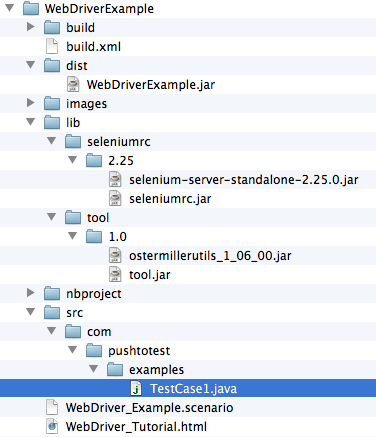 WebDriverExample
build
build.xml
dist
WebDriverExample.jar
images
lib
seleniumrc
2.25
selenium-server-standalone-2.25.0.jar
seleniumrc.jar
tool
1.0
ostermillerutils_1_06_00.jar
tool.jar
nbproject
src
com
pushtotest
examples
TestCase1.java
WebDriver_Example.scenario
WebDriver_Tutorial.html